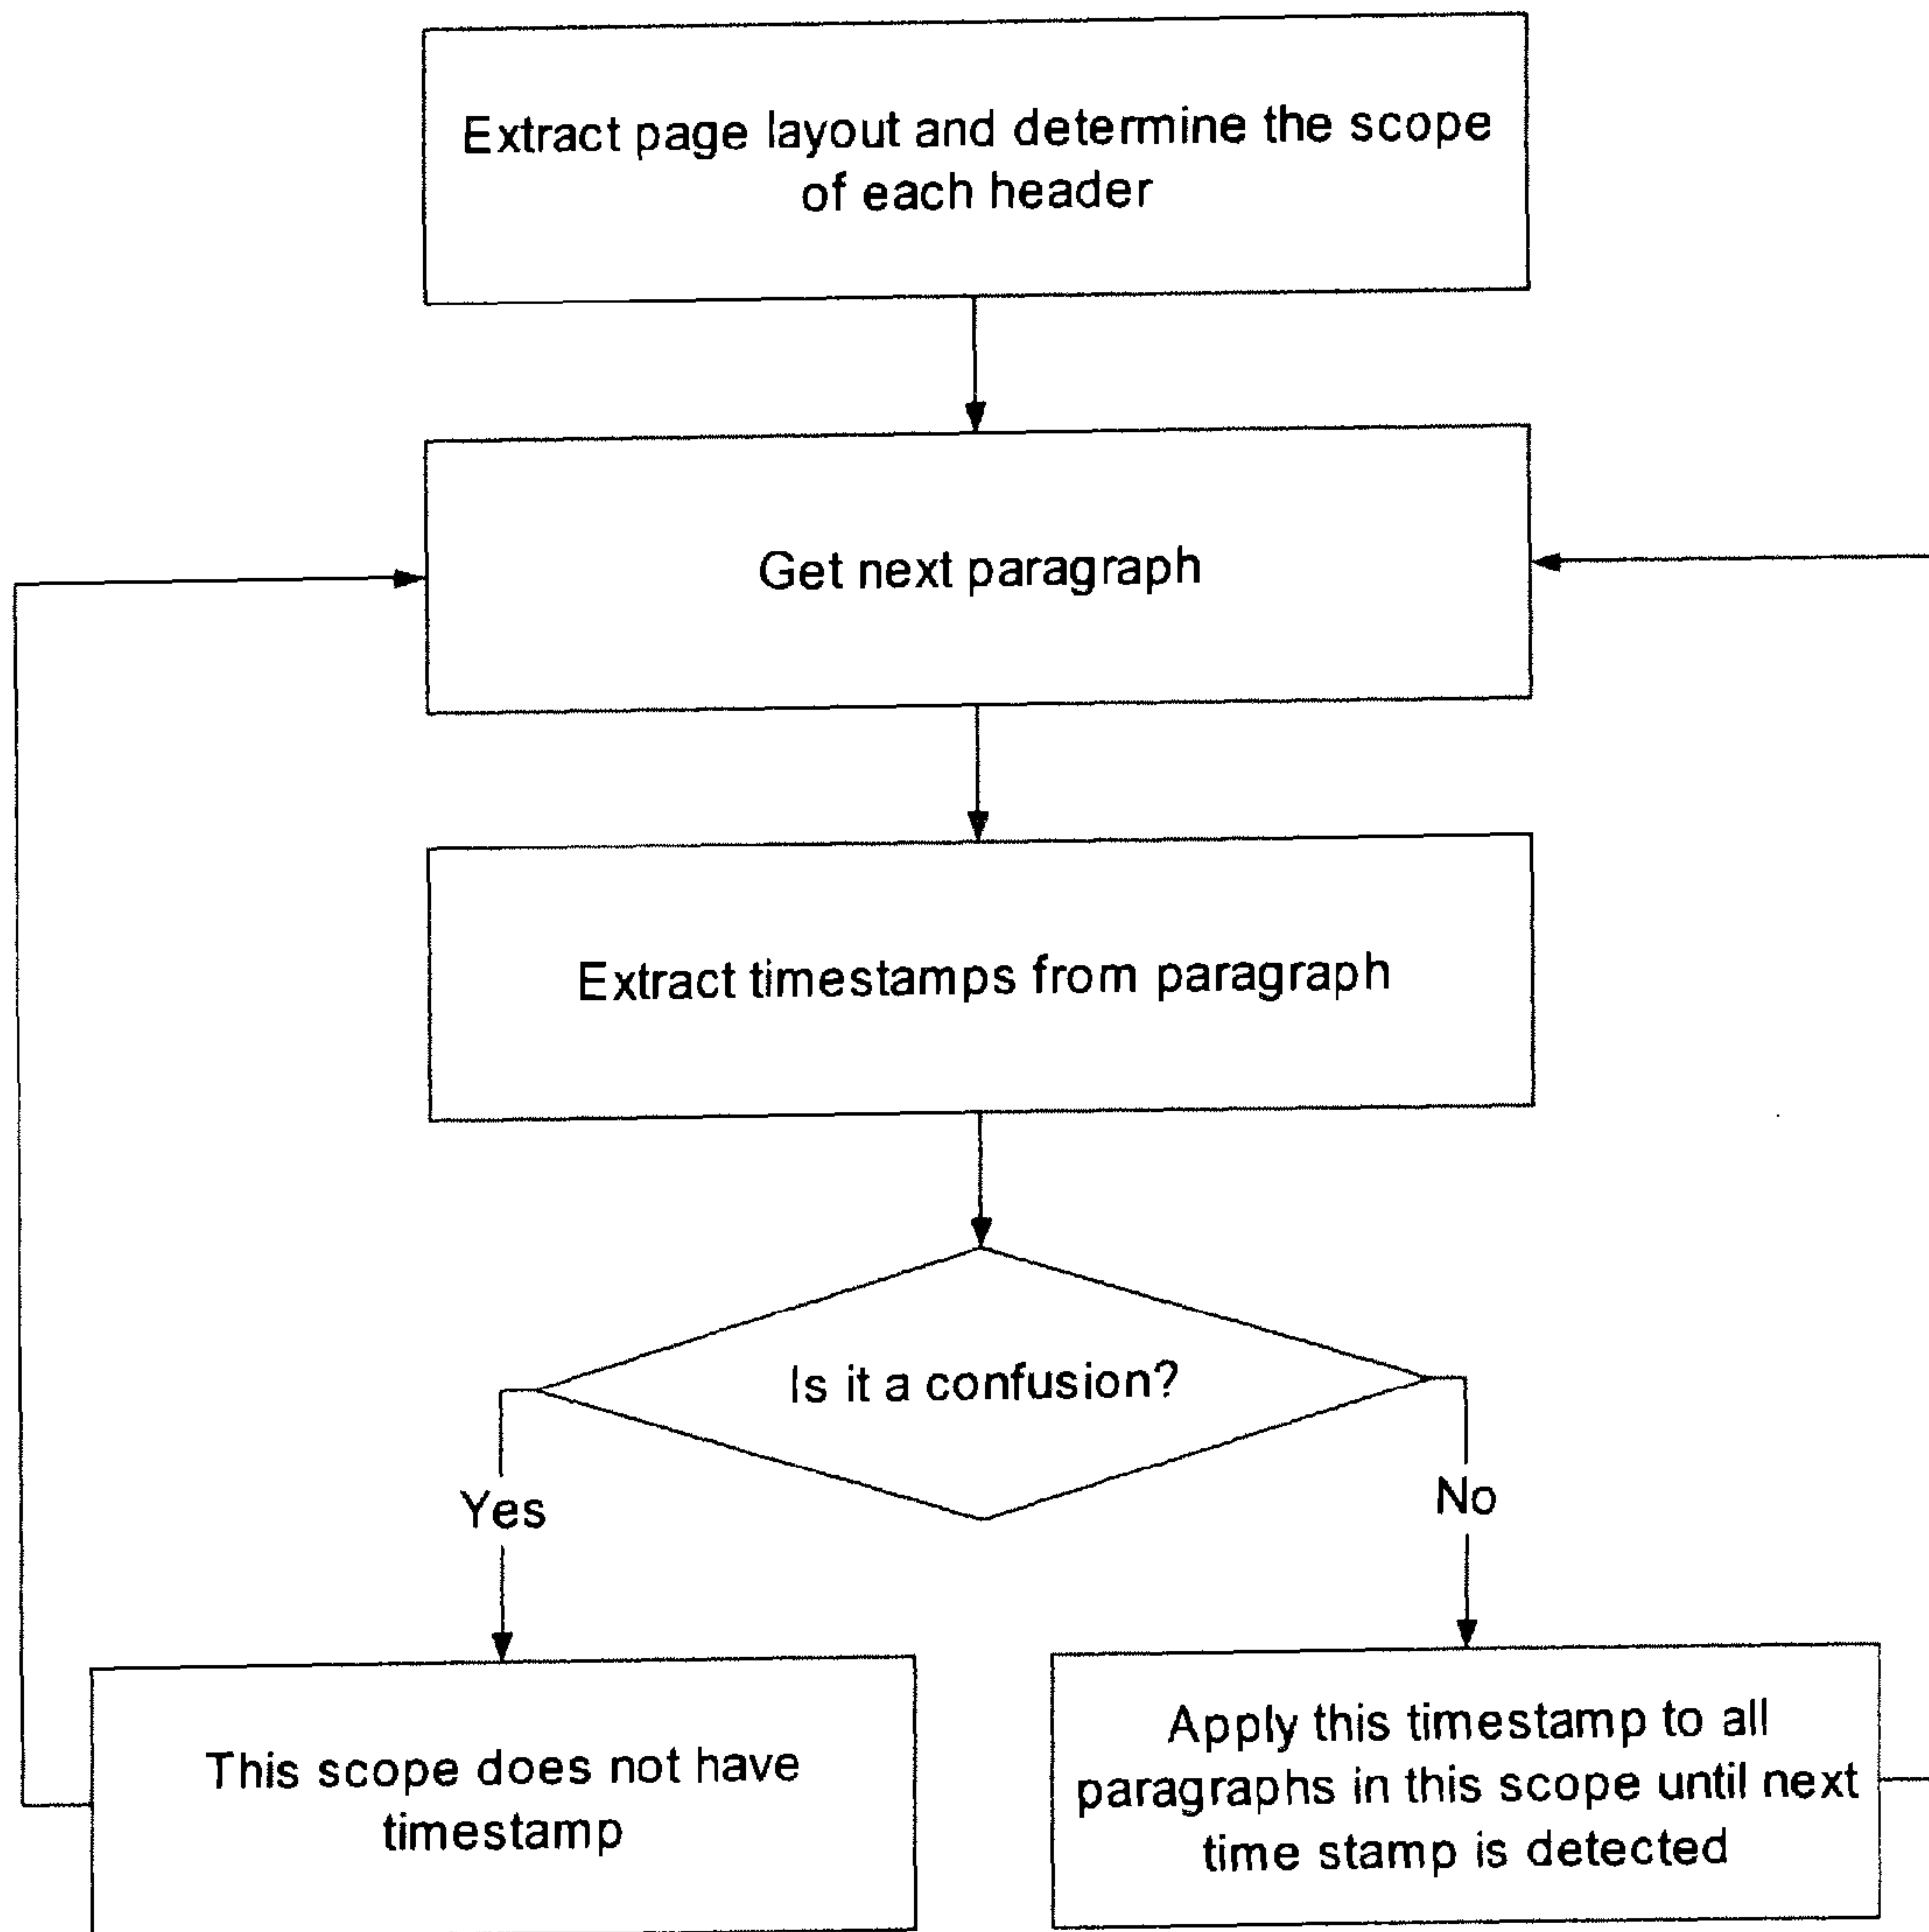 Extract page layout and determine the scope
of each header
Get next paragraph
Extract timestamps from paragraph
Is it a confusion?
Yes
No
This scope does not have
timestamp
Apply this timestamp to all
paragraphs in this scope until next
time stamp is detected